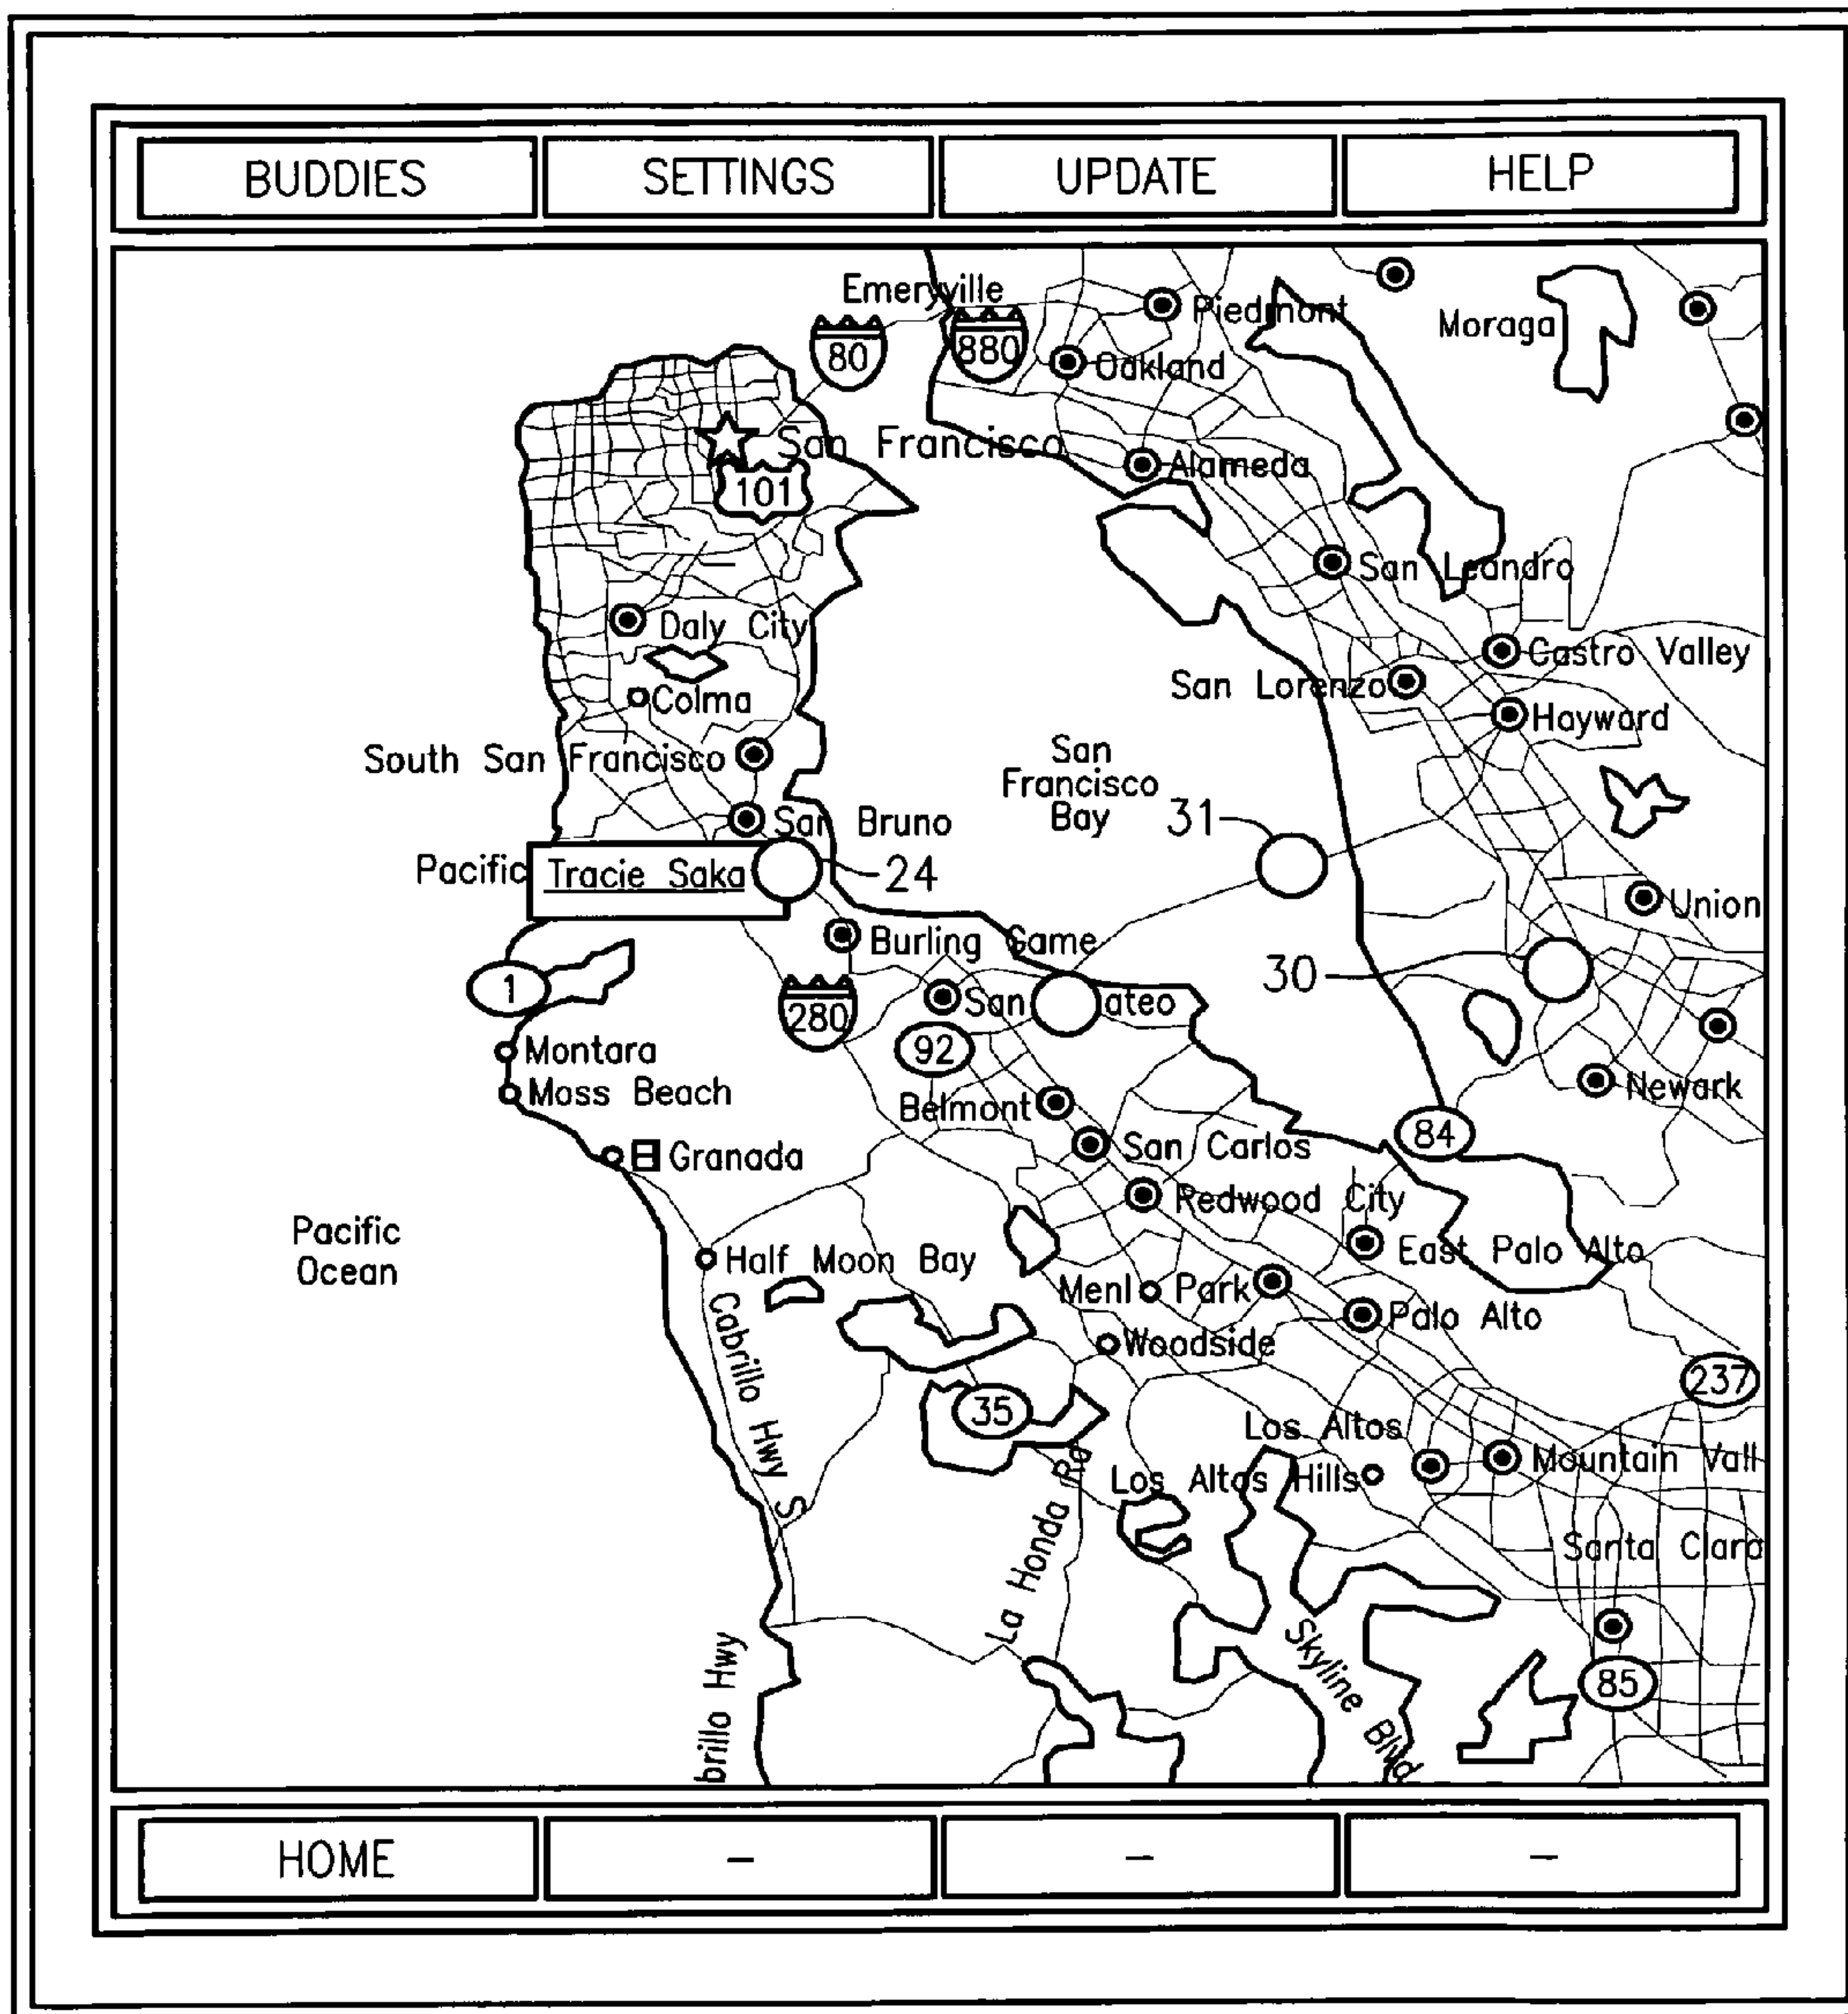 BUDDIES SETTINGS UPDATE HELP
Emeryville
Piedmont
Moraga
80
880
Oakland
San Francisco
Alameda
101
San Leandro
Daly City
Castro Valley
San Lorenzo
Colma
Hayward
South San Francisco
San
Francisco
Bay
31
San Bruno
Pacific
Tracie Saka
24
Union
Burling Game
30
1
280
San ateo
92
Montara
Moss Beach
Newark
Belmont
84
San Carlos
Granada
Redwood City
Pacific
Ocean
East Palo Alto
Half Moon Bay
Menl Park
Palo Alto
Woodside
237
Cabrillo Hwy S
35
Los Altos
Mountain Vall
Los Altos Hills
La Honda Rd
Santa Clara
Skyline Blvd
85
brillo Hwy
HOME - - -